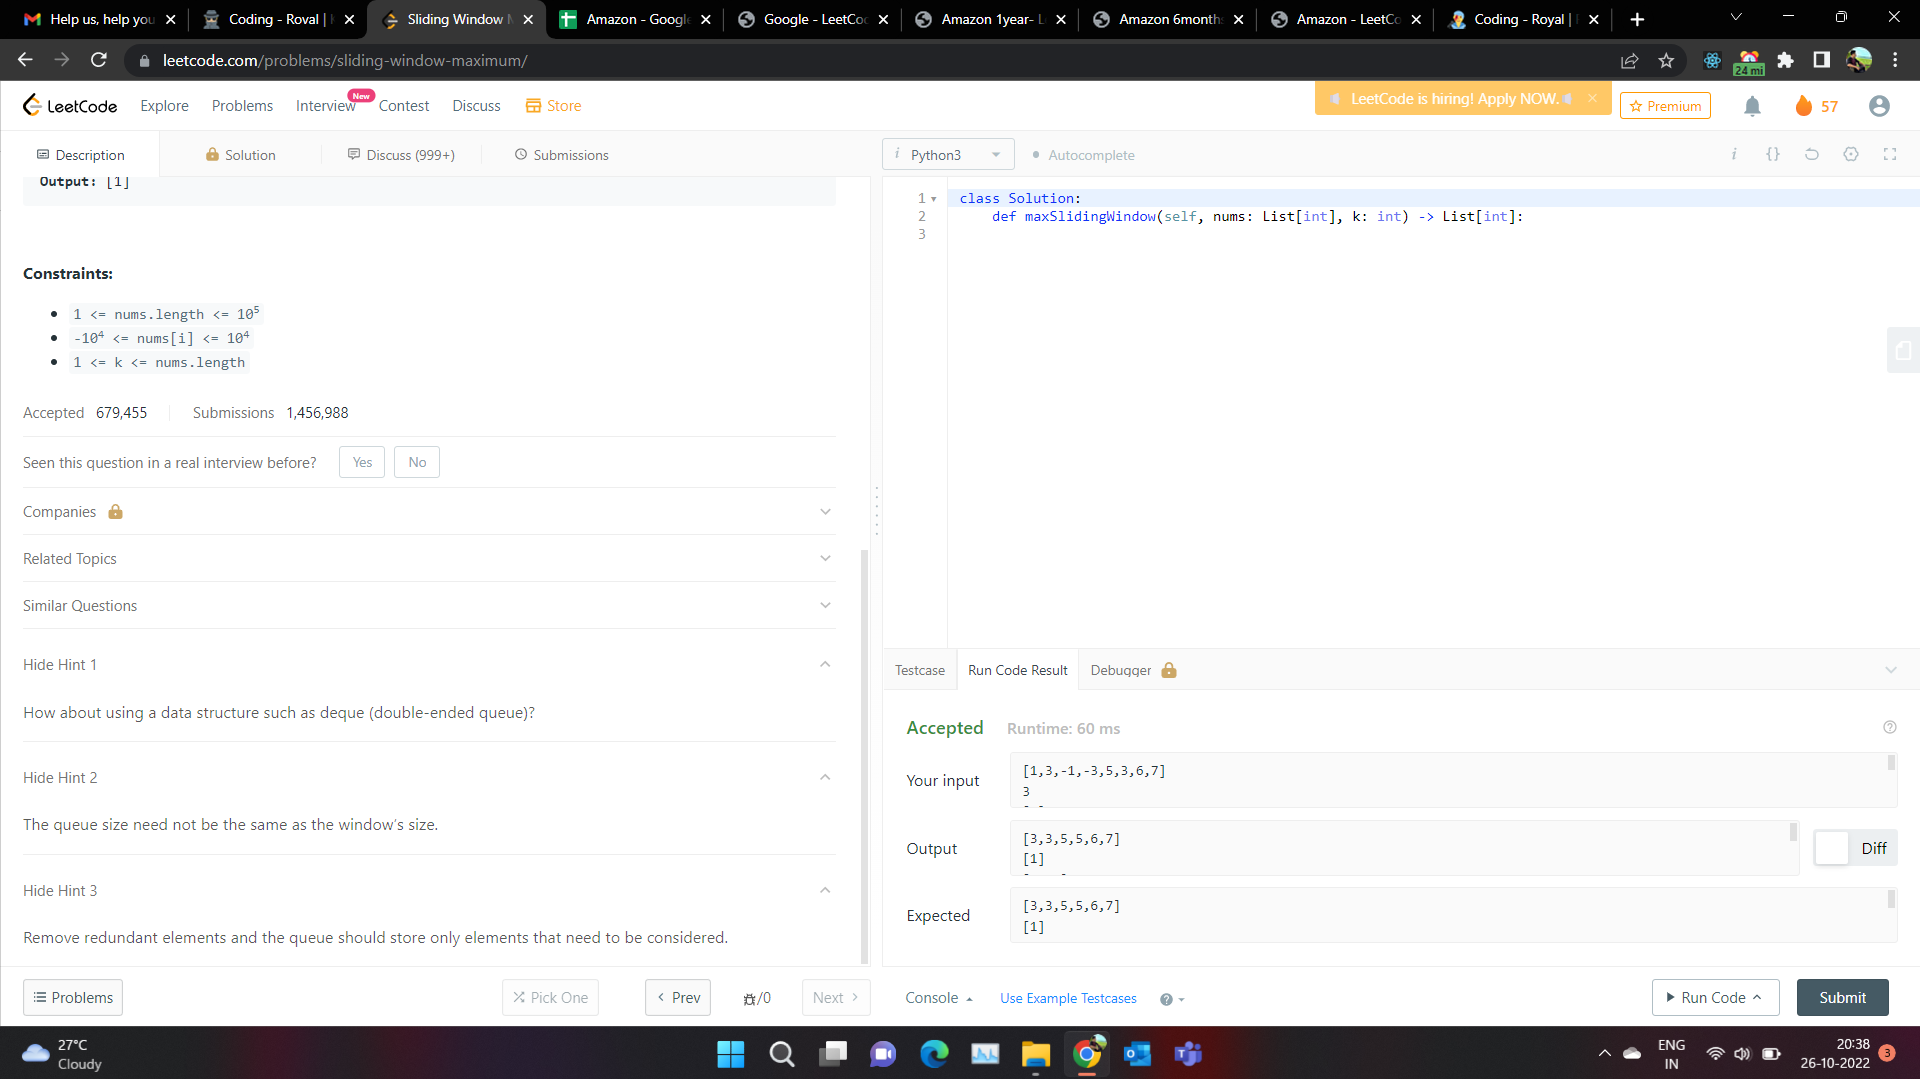 Help us, help you
Coding - Royal |
Sliding Window M
Amazon - Google
Google - LeetCo
Amazon 1year- L
Amazon 6months
Amazon - LeetCo
Coding - Royal |
leetcode.com/problems/sliding-window-maximum/
24 mi
LeetCode
Explore
Problems
Interview
New
Contest
Discuss
Store
LeetCode is hiring! Apply NOW.
Premium
57
Description
Solution
Discuss (999+)
Submissions
i Python3
Autocomplete
i
{}
Output: [1]
Constraints:
1 <= nums.length <= 10⁵
-10⁴ <= nums[i] <= 10⁴
1 <= k <= nums.length
Accepted 679,455
Submissions 1,456,988
Seen this question in a real interview before?
Yes
No
Companies
Related Topics
Similar Questions
Hide Hint 1
How about using a data structure such as deque (double-ended queue)?
Hide Hint 2
The queue size need not be the same as the window's size.
Hide Hint 3
Remove redundant elements and the queue should store only elements that need to be considered.
Problems
Pick One
Prev
/0
Next
1 class Solution:
2 def maxSlidingWindow(self, nums: List[int], k: int) -> List[int]:
3
Testcase
Run Code Result
Debugger
Accepted
Runtime: 60 ms
Your input
[1,3,-1,-3,5,3,6,7]
3
Output
[3,3,5,5,6,7]
[1]
Diff
Expected
[3,3,5,5,6,7]
[1]
Console
Use Example Testcases
Run Code
Submit
27°C
Cloudy
ENG
IN
20:38
26-10-2022
3